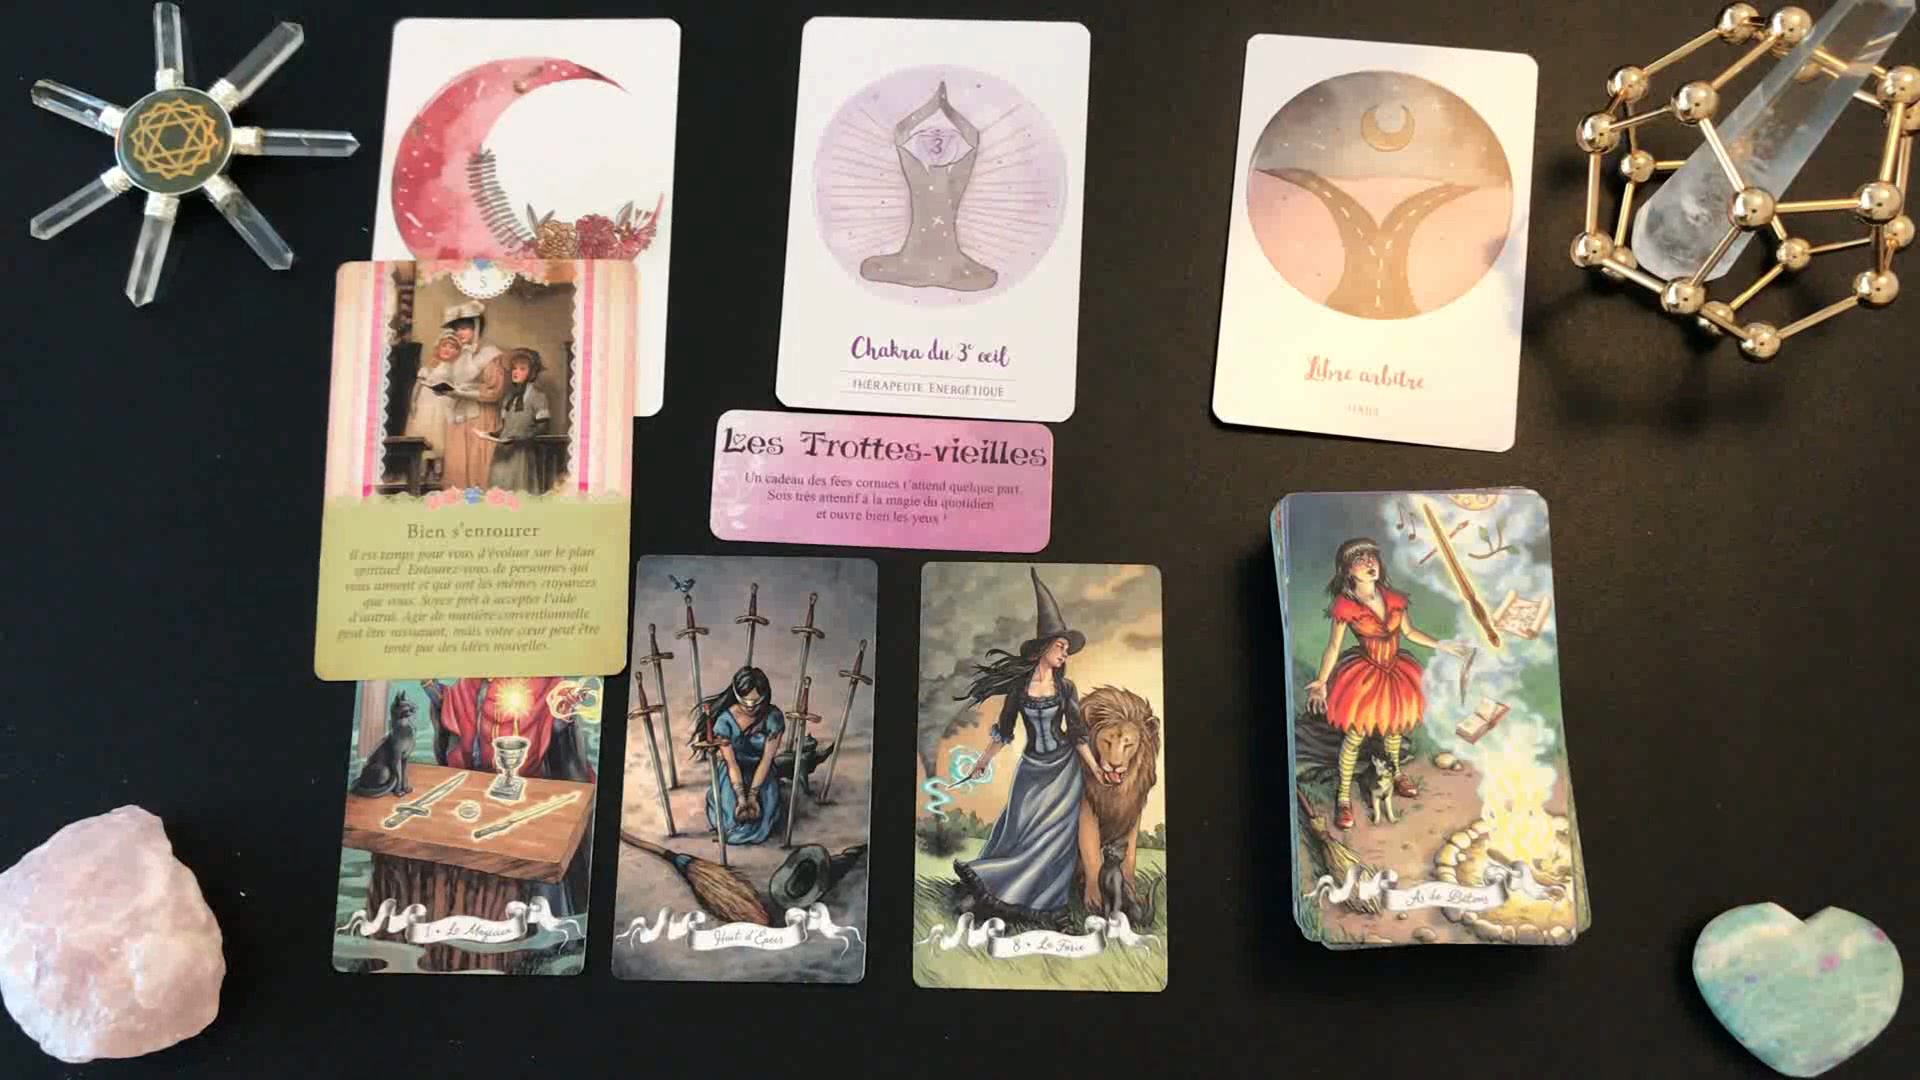 Chakra du 3e œil
THÉRAPEUTE ÉNERGÉTIQUE
Libre arbitre
5
Les Trottes-vieilles
Un cadeau des fées cornues t'attend quelque part.
Sois très attentif à la magie du quotidien
et ouvre bien les yeux !
Bien s'entourer
Il est temps pour vous d'évoluer sur le plan
spirituel. Entourez-vous de personnes qui
vous aiment et qui ont les mêmes croyances
que vous. Soyez prêt à accepter l'aide
d'autrui. Agir de manière conventionnelle
peut être rassurant, mais votre cœur peut être
tenté par des idées nouvelles.
1 • Le Magicien
Huit d'Épées
8 • La Force
As de Bâtons